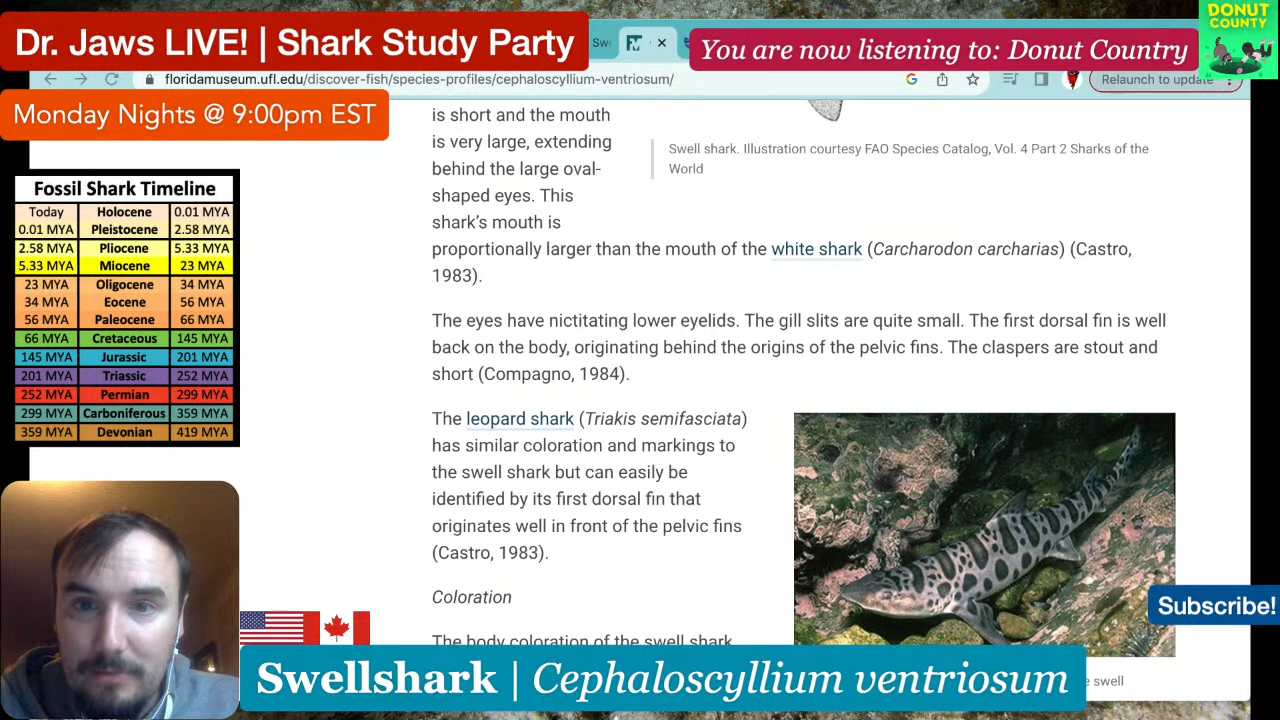 Dr. Jaws LIVE! | Shark Study Party
Swe
You are now listening to: Donut Country
DONUT
COUNTY
floridamuseum.ufl.edu/discover-fish/species-profiles/cephaloscyllium-ventriosum/
Relaunch to update
Monday Nights @ 9:00pm EST
is short and the mouth
is very large, extending
behind the large oval-
shaped eyes. This
shark's mouth is
proportionally larger than the mouth of the white shark (Carcharodon carcharias) (Castro,
1983).
Swell shark. Illustration courtesy FAO Species Catalog, Vol. 4 Part 2 Sharks of the
World
Fossil Shark Timeline
Today Holocene 0.01 MYA
0.01 MYA Pleistocene 2.58 MYA
2.58 MYA Pliocene 5.33 MYA
5.33 MYA Miocene 23 MYA
23 MYA Oligocene 34 MYA
34 MYA Eocene 56 MYA
56 MYA Paleocene 66 MYA
66 MYA Cretaceous 145 MYA
145 MYA Jurassic 201 MYA
201 MYA Triassic 252 MYA
252 MYA Permian 299 MYA
299 MYA Carboniferous 359 MYA
359 MYA Devonian 419 MYA
The eyes have nictitating lower eyelids. The gill slits are quite small. The first dorsal fin is well
back on the body, originating behind the origins of the pelvic fins. The claspers are stout and
short (Compagno, 1984).
The leopard shark (Triakis semifasciata)
has similar coloration and markings to
the swell shark but can easily be
identified by its first dorsal fin that
originates well in front of the pelvic fins
(Castro, 1983).
Coloration
The body coloration of the swell shark
Subscribe!
swell
Swellshark | Cephaloscyllium ventriosum